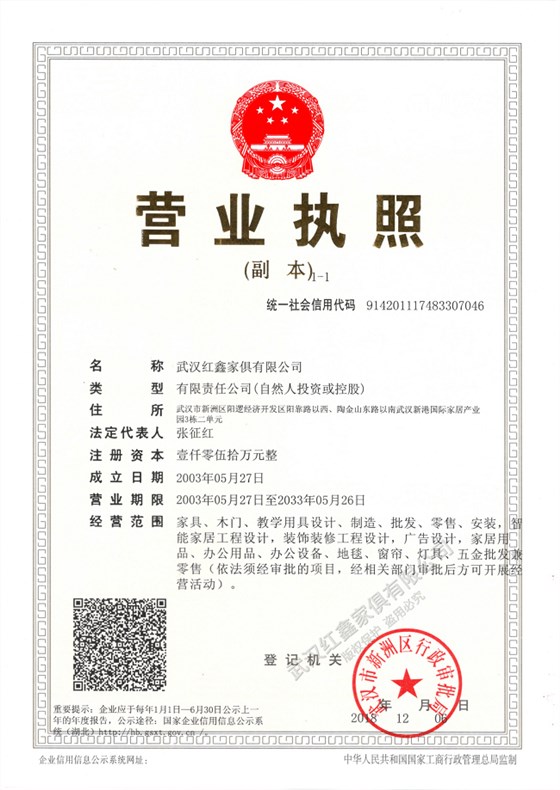 营业执照
(副 本)1-1
统一社会信用代码 914201117483307046
名 称 武汉红鑫家俱有限公司
类 型 有限责任公司(自然人投资或控股)
住 所 武汉市新洲区阳逻经济开发区阳靠路以西、陶金山东路以南武汉新港国际家居产业
园3栋二单元
法定代表人 张征红
注册资本 壹仟零伍拾万元整
成立日期 2003年05月27日
营业期限 2003年05月27日至2033年05月26日
经营范围 家具、木门、教学用具设计、制造、批发、零售、安装,智
能家居工程设计,装饰装修工程设计,广告设计,家居用
品、办公用品、办公设备、地毯、窗帘、灯具、五金批发兼
零售(依法须经审批的项目,经相关部门审批后方可开展经
营活动)。
武汉红鑫家俱有限公司
版权保护 盗用必究
登记机关
武汉市新洲区行政审批局
年 月 日
2018 12 06
重要提示:企业应于每年1月1日—6月30日公示上一
年的年度报告,公示途径:国家企业信用信息公示系
统(湖北)http://hb.gsxt.gov.cn/。
企业信用信息公示系统网址:
中华人民共和国国家工商行政管理总局监制